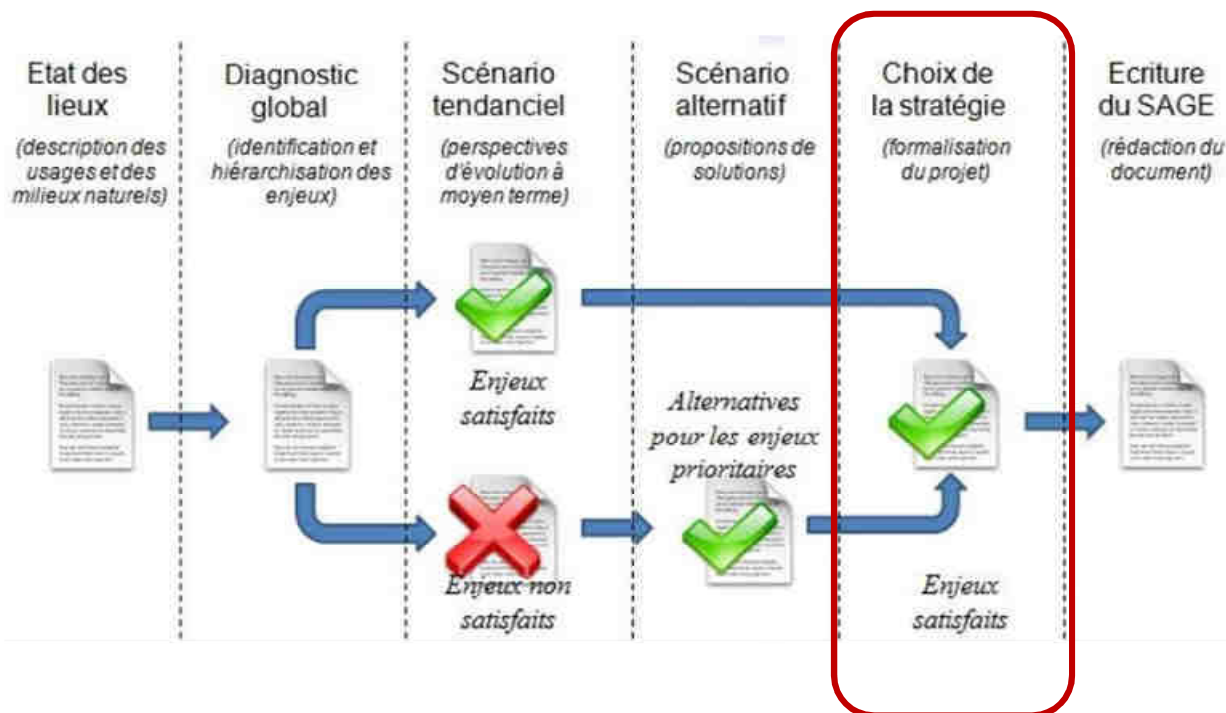 Etat des
lieux
(description des
usages et des
milieux naturels)
Diagnostic
global
(identification et
hiérarchisation des
enjeux)
Scénario
tendanciel
(perspectives
d'évolution à
moyen terme)
Scénario
alternatif
(propositions de
solutions)
Choix de
la stratégie
(formalisation
du projet)
Ecriture
du SAGE
(rédaction du
document)
Enjeux
satisfaits
Enjeux non
satisfaits
Alternatives
pour les enjeux
prioritaires
Enjeux
satisfaits